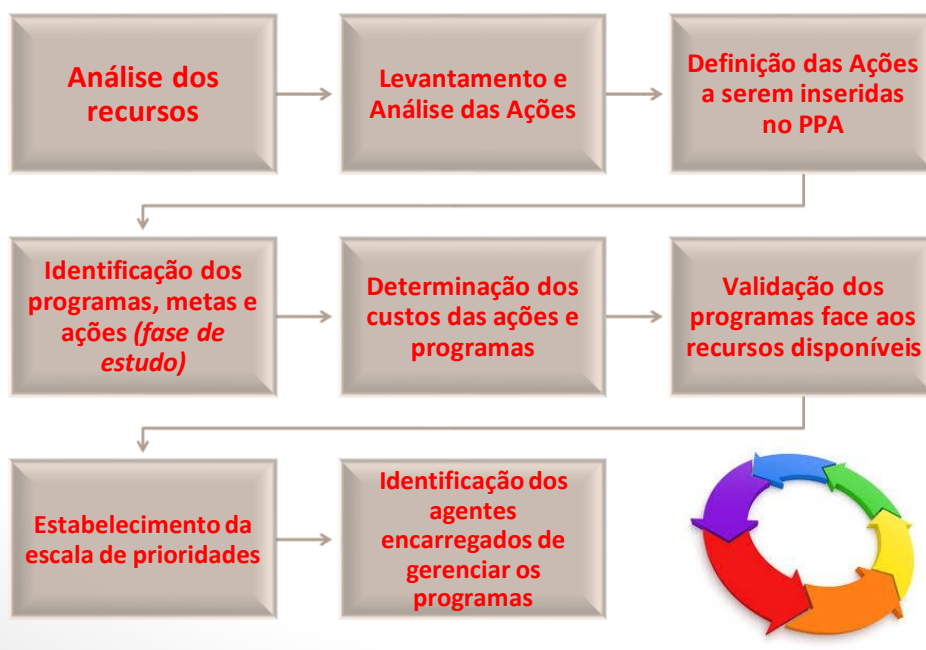 Análise dos
recursos
Levantamento e
Análise das Ações
Definição das Ações
a serem inseridas
no PPA
Identificação dos
programas, metas e
ações (fase de
estudo)
Determinação dos
custos das ações e
programas
Validação dos
programas face aos
recursos disponíveis
Estabelecimento da
escala de prioridades
Identificação dos
agentes
encarregados de
gerenciar os
programas